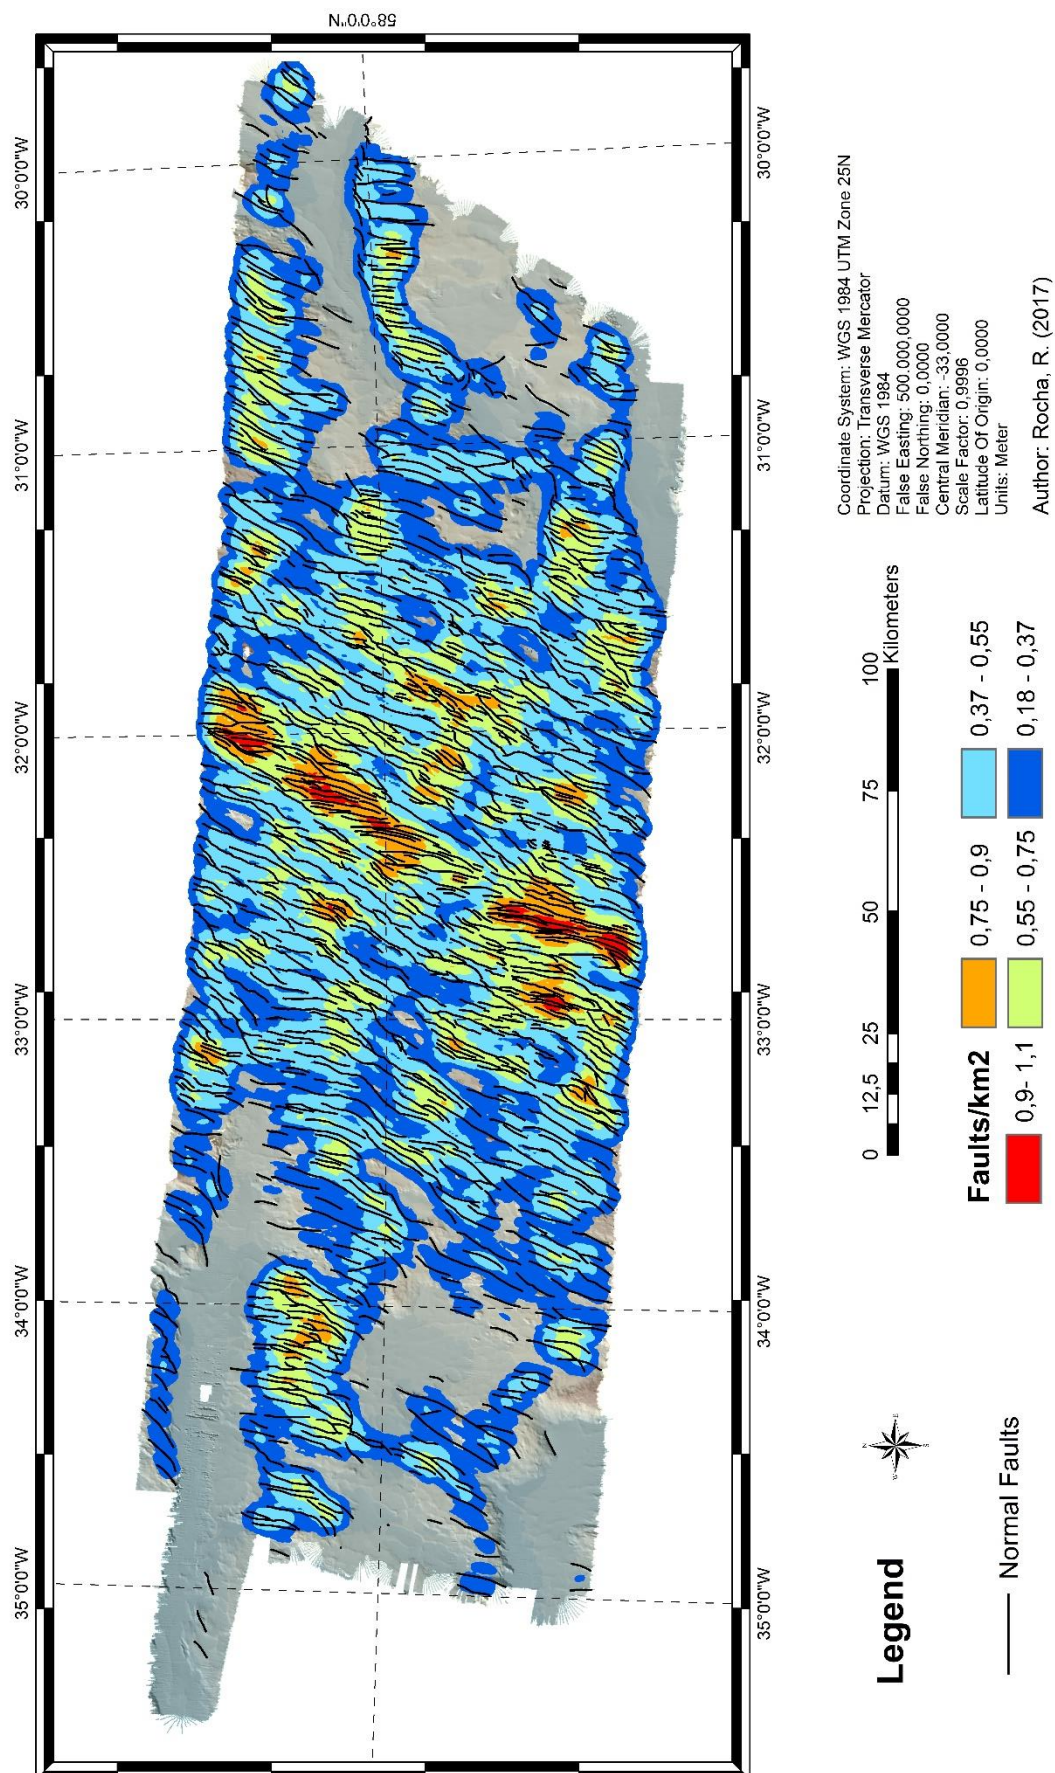 35°0'0"W
34°0'0"W
33°0'0"W
32°0'0"W
31°0'0"W
30°0'0"W
58°0'0"N
35°0'0"W
34°0'0"W
33°0'0"W
32°0'0"W
31°0'0"W
30°0'0"W
Legend
Normal Faults
N
W
E
S
0
12,5
25
50
75
100
Kilometers
Faults/km2
0,9- 1,1
0,75 - 0,9
0,55 - 0,75
0,37 - 0,55
0,18 - 0,37
Coordinate System: WGS 1984 UTM Zone 25N
Projection: Transverse Mercator
Datum: WGS 1984
False Easting: 500.000,0000
False Northing: 0,0000
Central Meridian: -33,0000
Scale Factor: 0,9996
Latitude Of Origin: 0,0000
Units: Meter
Author: Rocha, R. (2017)